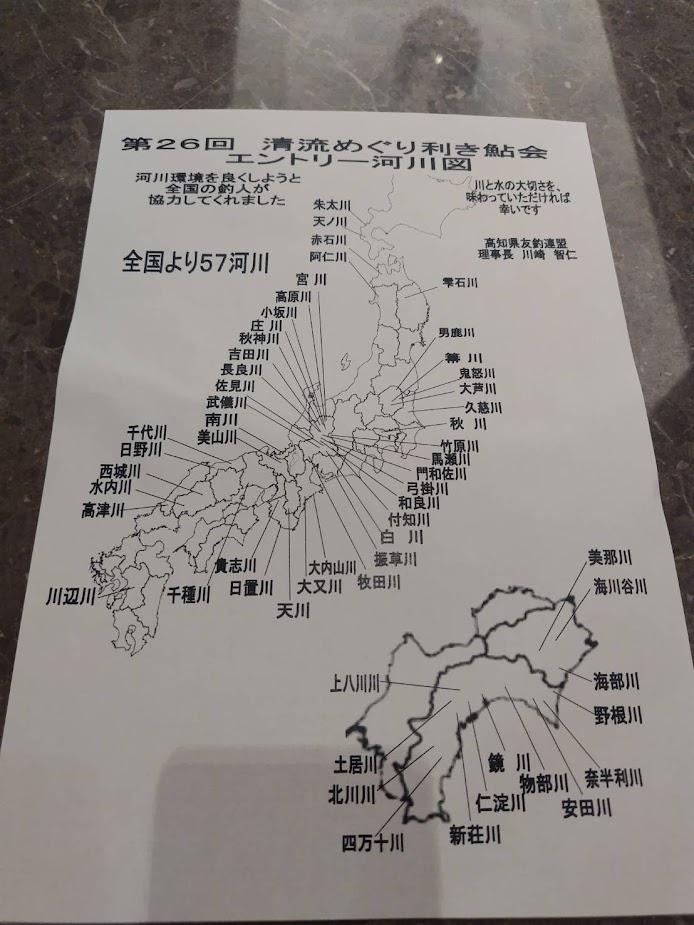 第26回 清流めぐり利き鮎会
エントリー河川図
河川環境を良くしようと
全国の釣人が
協力してくれました
川と水の大切さを、
味わっていただければ
幸いです
高知県友釣連盟
理事長 川崎 智仁
全国より57河川
朱太川
天ノ川
赤石川
阿仁川
宮 川
高原川
小坂川
庄 川
秋神川
吉田川
長良川
佐見川
武儀川
南川
美山川
千代川
日野川
西城川
水内川
高津川
川辺川
雫石川
男鹿川
箒 川
鬼怒川
大芦川
久慈川
秋 川
竹原川
馬瀬川
門和佐川
弓掛川
和良川
付知川
白 川
振草川
牧田川
大内山川
大又川
天川
日置川
貴志川
千種川
美那川
海川谷川
海部川
野根川
奈半利川
安田川
物部川
鏡 川
仁淀川
新荘川
四万十川
北川川
土居川
上八川川